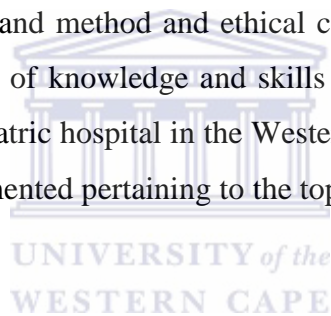 and method and ethical c
of knowledge and skills
atric hospital in the Weste
nented pertaining to the top
UNIVERSITY of the
WESTERN CAPE